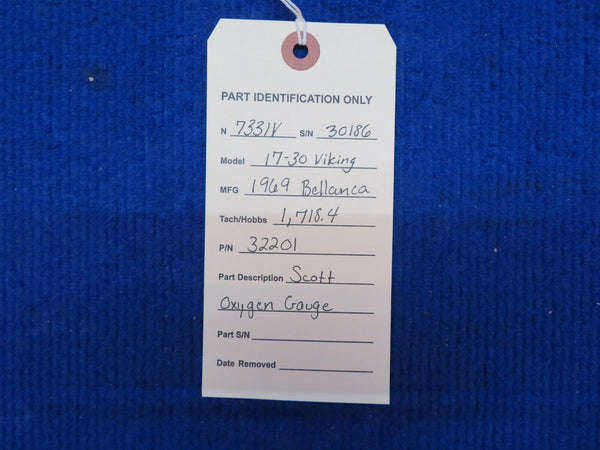 PART IDENTIFICATION ONLY
N 7331V S/N 30186
Model 17-30 Viking
MFG 1969 Bellanca
Tach/Hobbs 1,718.4
P/N 32201
Part Description Scott
Oxygen Gauge
Part S/N
Date Removed